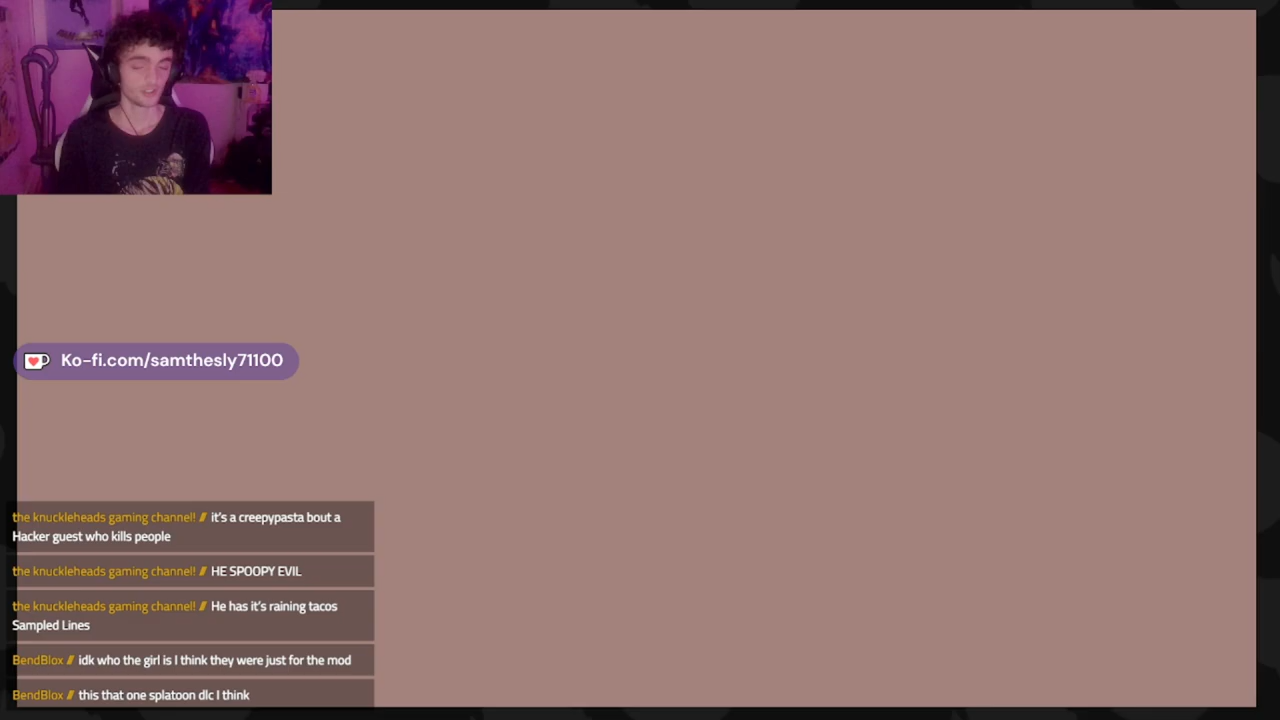 Ko-fi.com/samthesly71100
the knuckleheads gaming channel! // it's a creepypasta bout a
Hacker guest who kills people
the knuckleheads gaming channel! // HE SPOOPY EVIL
the knuckleheads gaming channel! // He has it's raining tacos
Sampled Lines
BendBlox // idk who the girl is I think they were just for the mod
BendBlox // this that one splatoon dlc I think